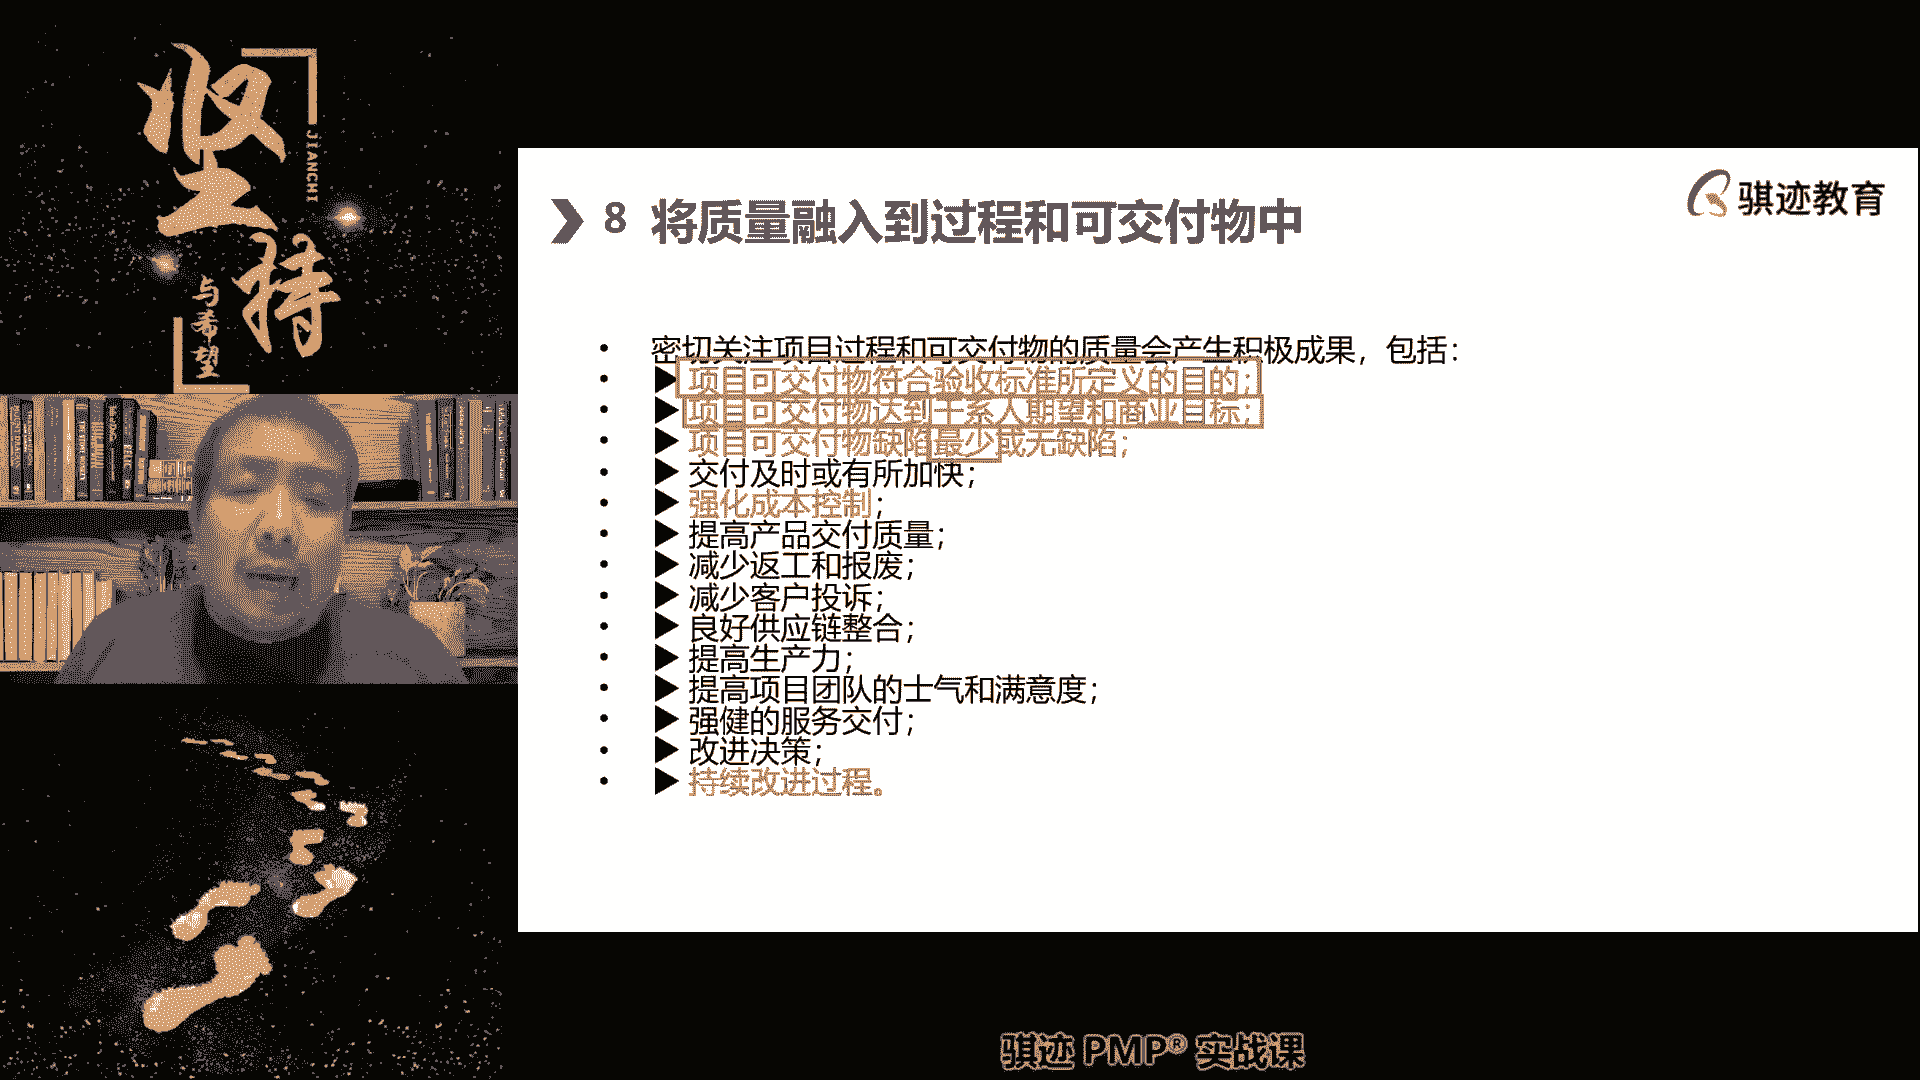 坚持
JIANCHI
与希望
骐迹教育
8 将质量融入到过程和可交付物中
• 密切关注项目过程和可交付物的质量会产生积极成果，包括：
• ▶项目可交付物符合验收标准所定义的目的；
• ▶项目可交付物达到干系人期望和商业目标；
• ▶项目可交付物缺陷最少或无缺陷；
• ▶交付及时或有所加快；
• ▶强化成本控制；
• ▶提高产品交付质量；
• ▶减少返工和报废；
• ▶减少客户投诉；
• ▶良好供应链整合；
• ▶提高生产力；
• ▶提高项目团队的士气和满意度；
• ▶强健的服务交付；
• ▶改进决策；
• ▶持续改进过程。
骐迹 PMP® 实战课